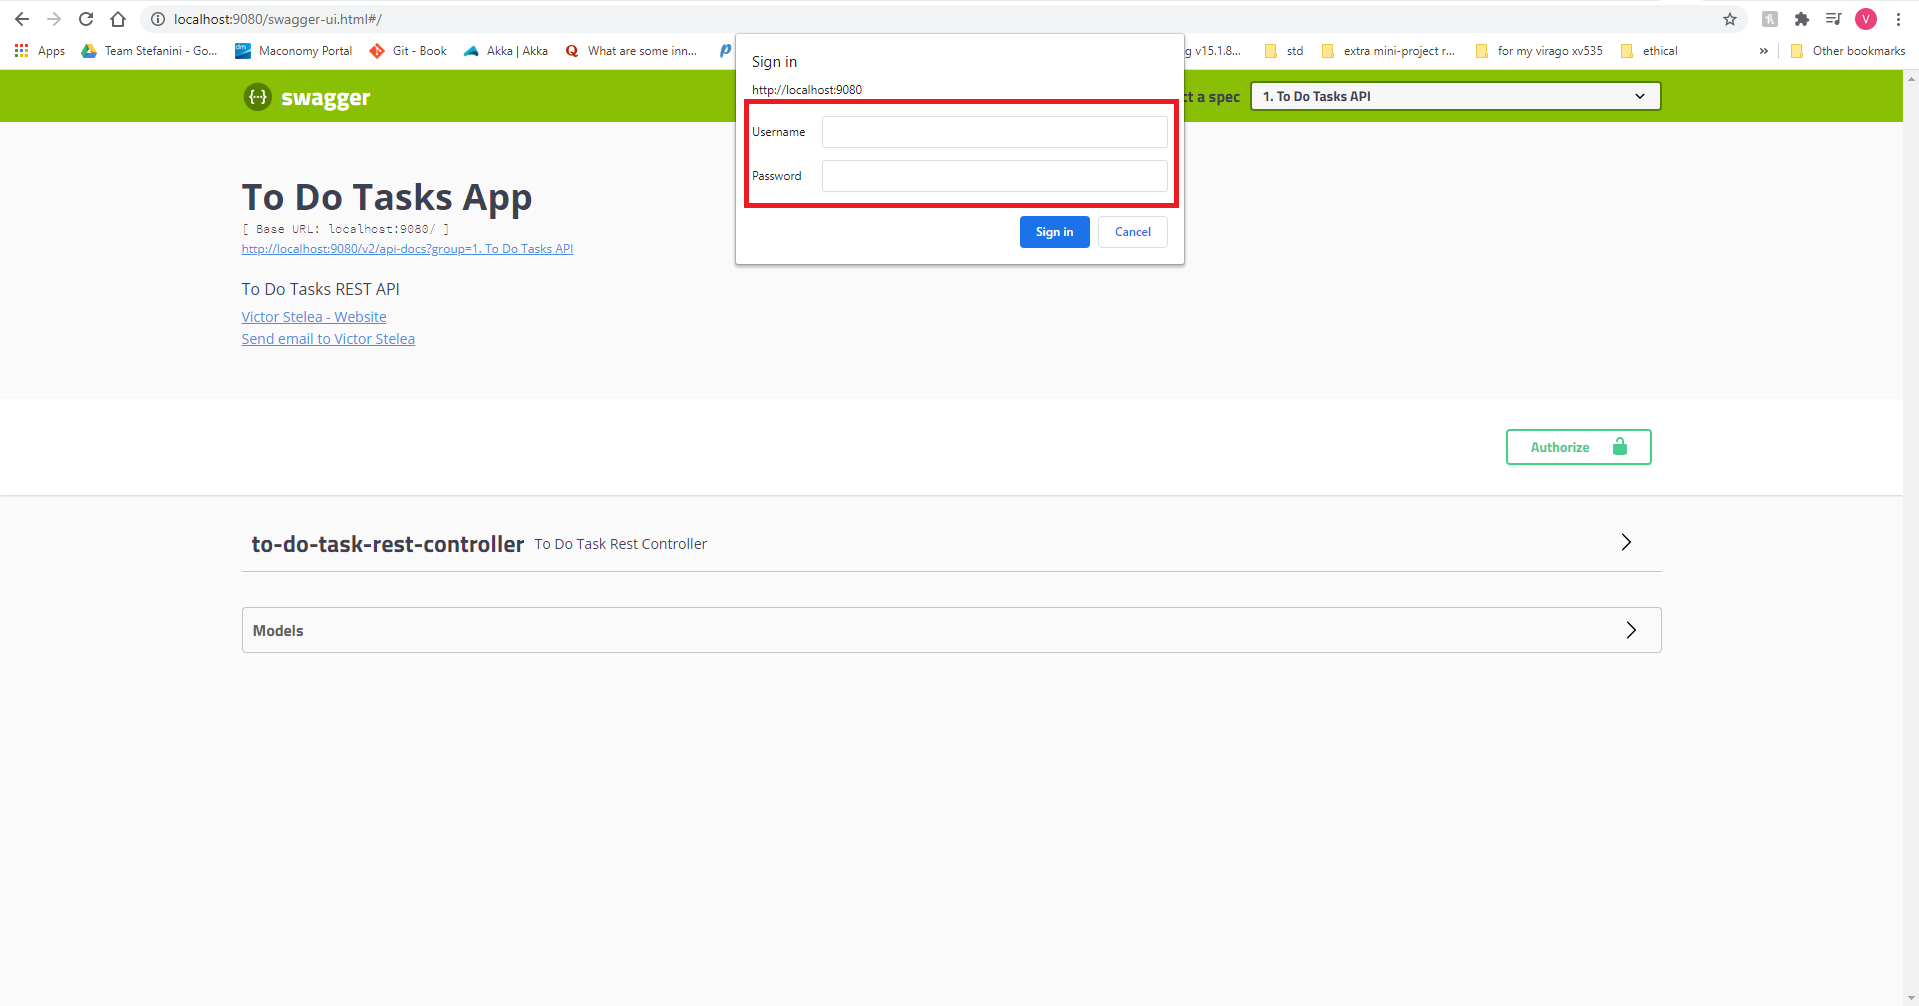 localhost:9080/swagger-ui.html#/
V
Apps
Team Stefanini - Go...
Maconomy Portal
Git - Book
Akka | Akka
What are some inn...
g v15.1.8...
std
extra mini-project r...
for my virago xv535
ethical
»
Other bookmarks
Sign in
http://localhost:9080
Username
Password
Sign in
Cancel
{···} swagger
ct a spec
1. To Do Tasks API
To Do Tasks App
[ Base URL: localhost:9080/ ]
http://localhost:9080/v2/api-docs?group=1. To Do Tasks API
To Do Tasks REST API
Victor Stelea - Website
Send email to Victor Stelea
Authorize
to-do-task-rest-controller To Do Task Rest Controller
Models